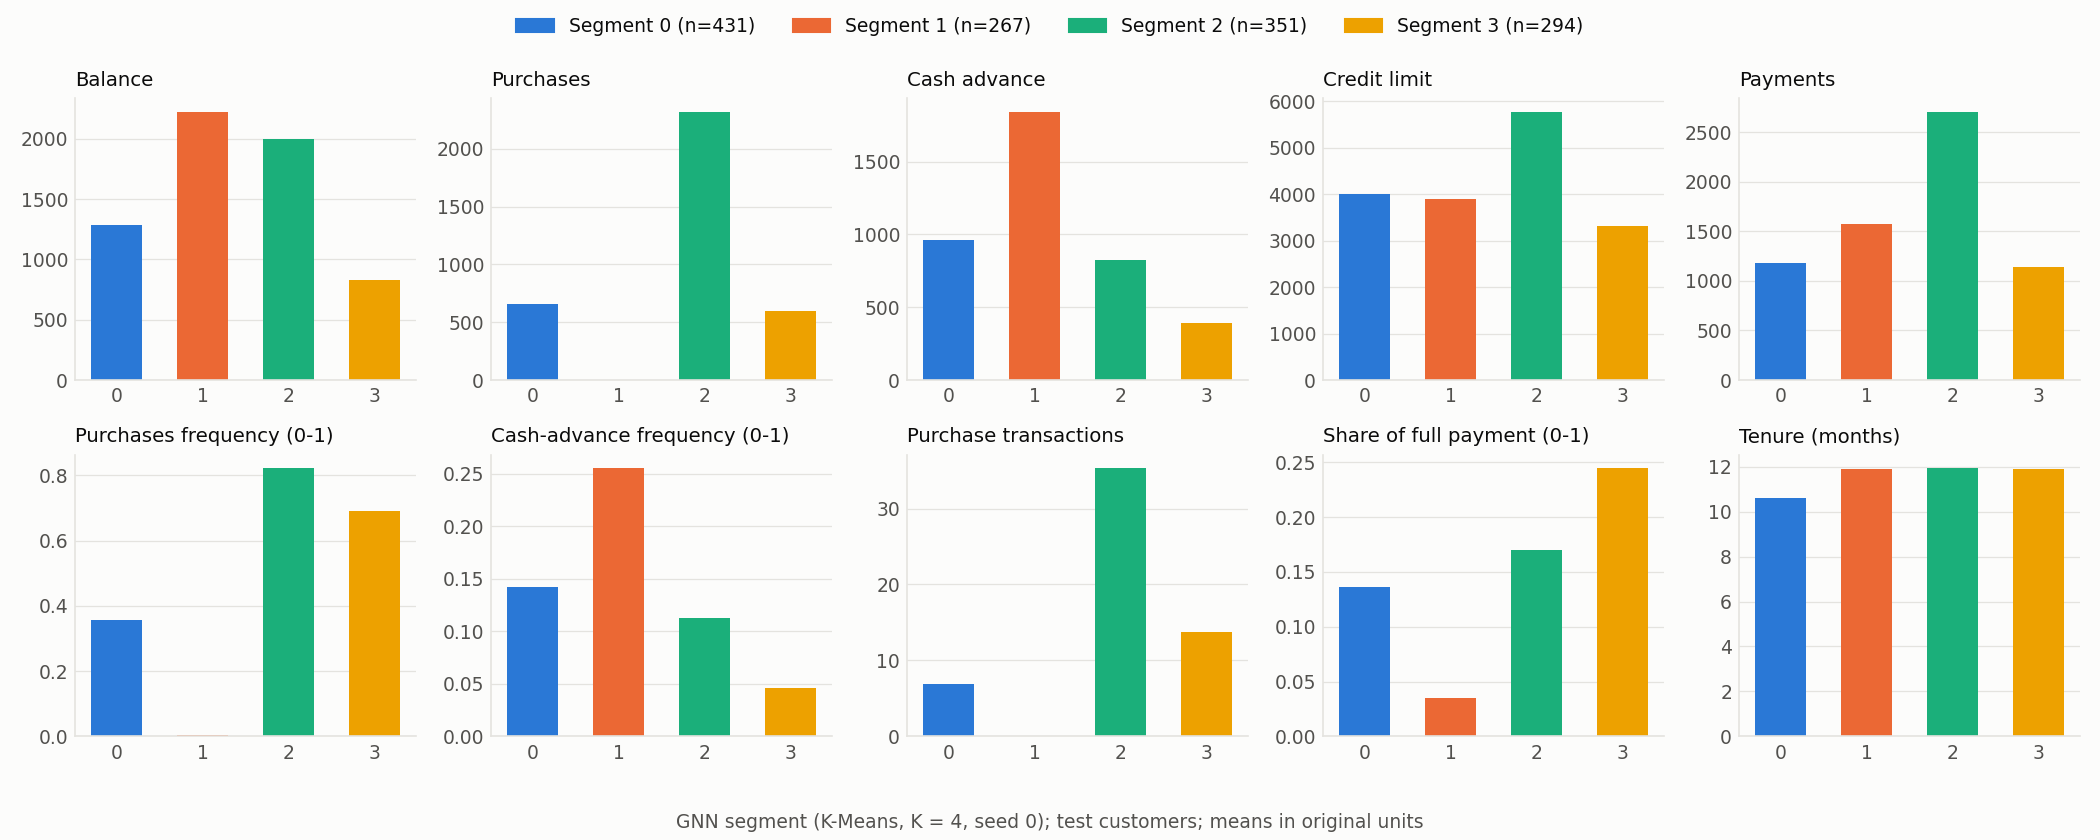 Segment 0 (n=431) Segment 1 (n=267) Segment 2 (n=351) Segment 3 (n=294)
Balance
2000
1500
1000
500
0
0 1 2 3
Purchases
2000
1500
1000
500
0
0 1 2 3
Cash advance
1500
1000
500
0
0 1 2 3
Credit limit
6000
5000
4000
3000
2000
1000
0
0 1 2 3
Payments
2500
2000
1500
1000
500
0
0 1 2 3
Purchases frequency (0-1)
0.8
0.6
0.4
0.2
0.0
0 1 2 3
Cash-advance frequency (0-1)
0.25
0.20
0.15
0.10
0.05
0.00
0 1 2 3
Purchase transactions
30
20
10
0
0 1 2 3
Share of full payment (0-1)
0.25
0.20
0.15
0.10
0.05
0.00
0 1 2 3
Tenure (months)
12
10
8
6
4
2
0
0 1 2 3
GNN segment (K-Means, K = 4, seed 0); test customers; means in original units